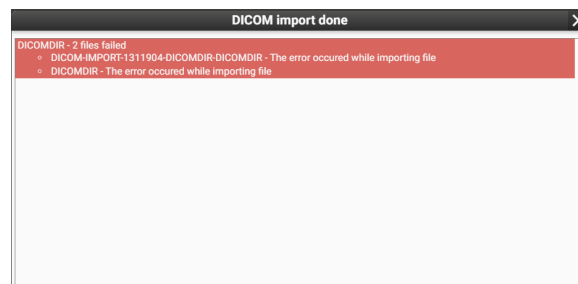 DICOM import done
DICOMDIR - 2 files failed
DICOM-IMPORT-1311904-DICOMDIR-DICOMDIR - The error occured while importing file
DICOMDIR - The error occured while importing file